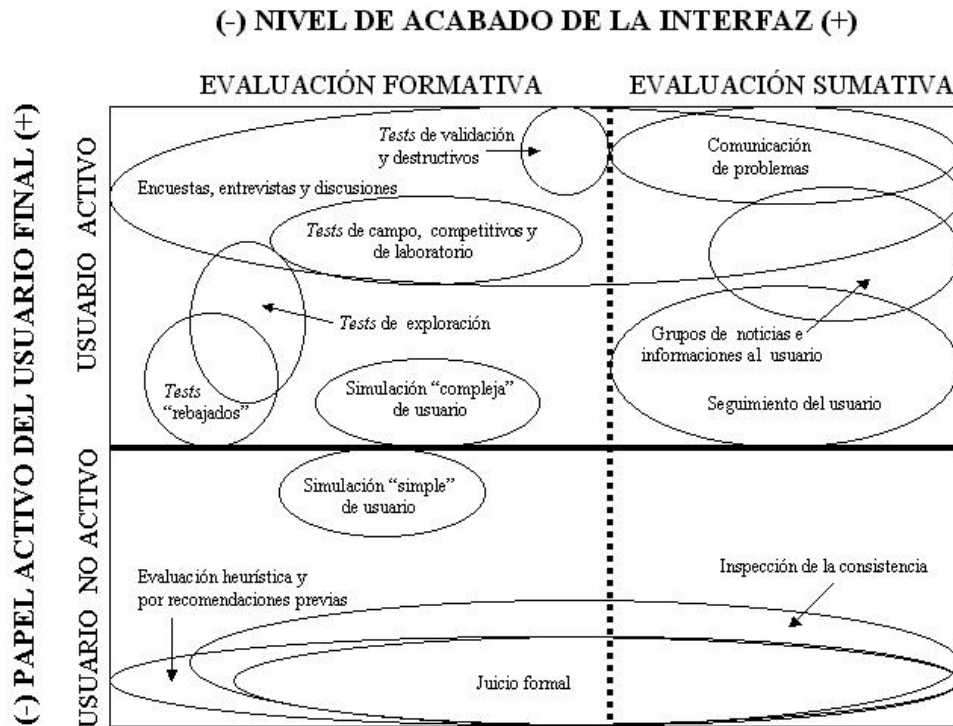 (-) NIVEL DE ACABADO DE LA INTERFAZ (+)
EVALUACIÓN FORMATIVA
EVALUACIÓN SUMATIVA
(-) PAPEL ACTIVO DEL USUARIO FINAL (+)
USUARIO ACTIVO
Tests de validación
y destructivos
Comunicación
de problemas
Encuestas, entrevistas y discusiones
Tests de campo, competitivos y
de laboratorio
Tests de exploración
Grupos de noticias e
informaciones al usuario
Tests
“rebajados”
Simulación “compleja”
de usuario
Seguimiento del usuario
USUARIO NO ACTIVO
Simulación “simple”
de usuario
Evaluación heurística y
por recomendaciones previas
Inspección de la consistencia
Juicio formal